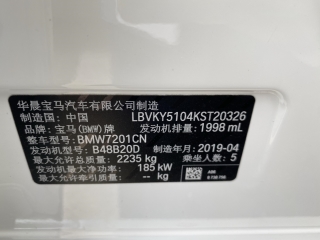 华晨宝马汽车有限公司
制造国：中国 LBVKY5104KST20326
品牌：宝马(BMW)牌 发动机排量：1998 mL
整车型号：BMW7201CN
发动机型号：B48B20D 制造年月：2019-04
最大允许总质量：2235 kg 乘坐人数：5
发动机最大净功率：185 kW
最大允许牵引质量：- kg